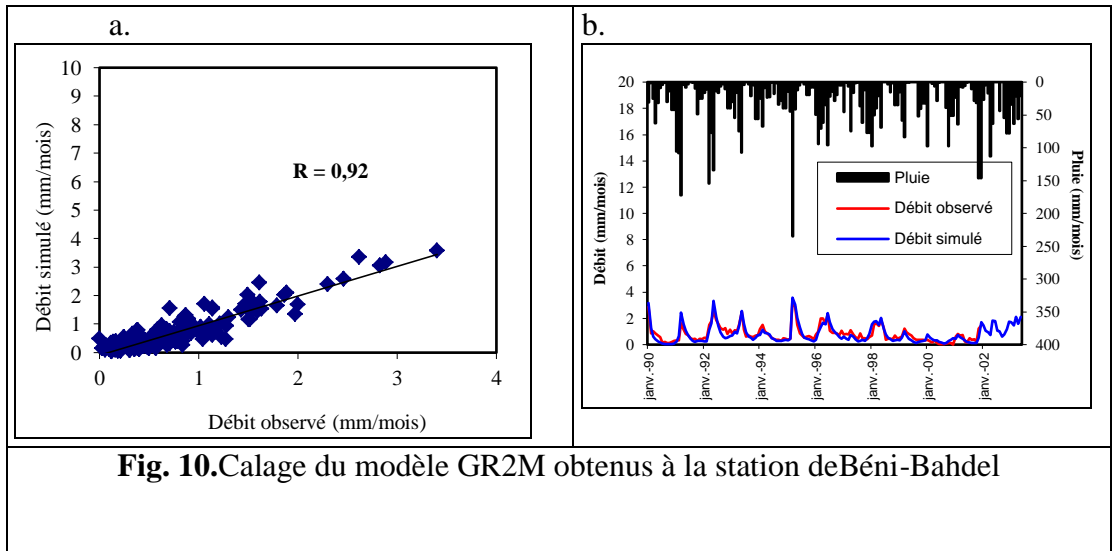 a.
10
9
8
7
6
5
4
3
2
1
0
Débit simulé (mm/mois)
R = 0,92
0 1 2 3 4
Débit observé (mm/mois)
b.
20
18
16
14
12
10
8
6
4
2
0
Débit (mm/mois)
0
50
100
150
200
250
300
350
400
Pluie (mm/mois)
Pluie
Débit observé
Débit simulé
janv.-90
janv.-92
janv.-94
janv.-96
janv.-98
janv.-00
janv.-02
Fig. 10.Calage du modèle GR2M obtenus à la station deBéni-Bahdel